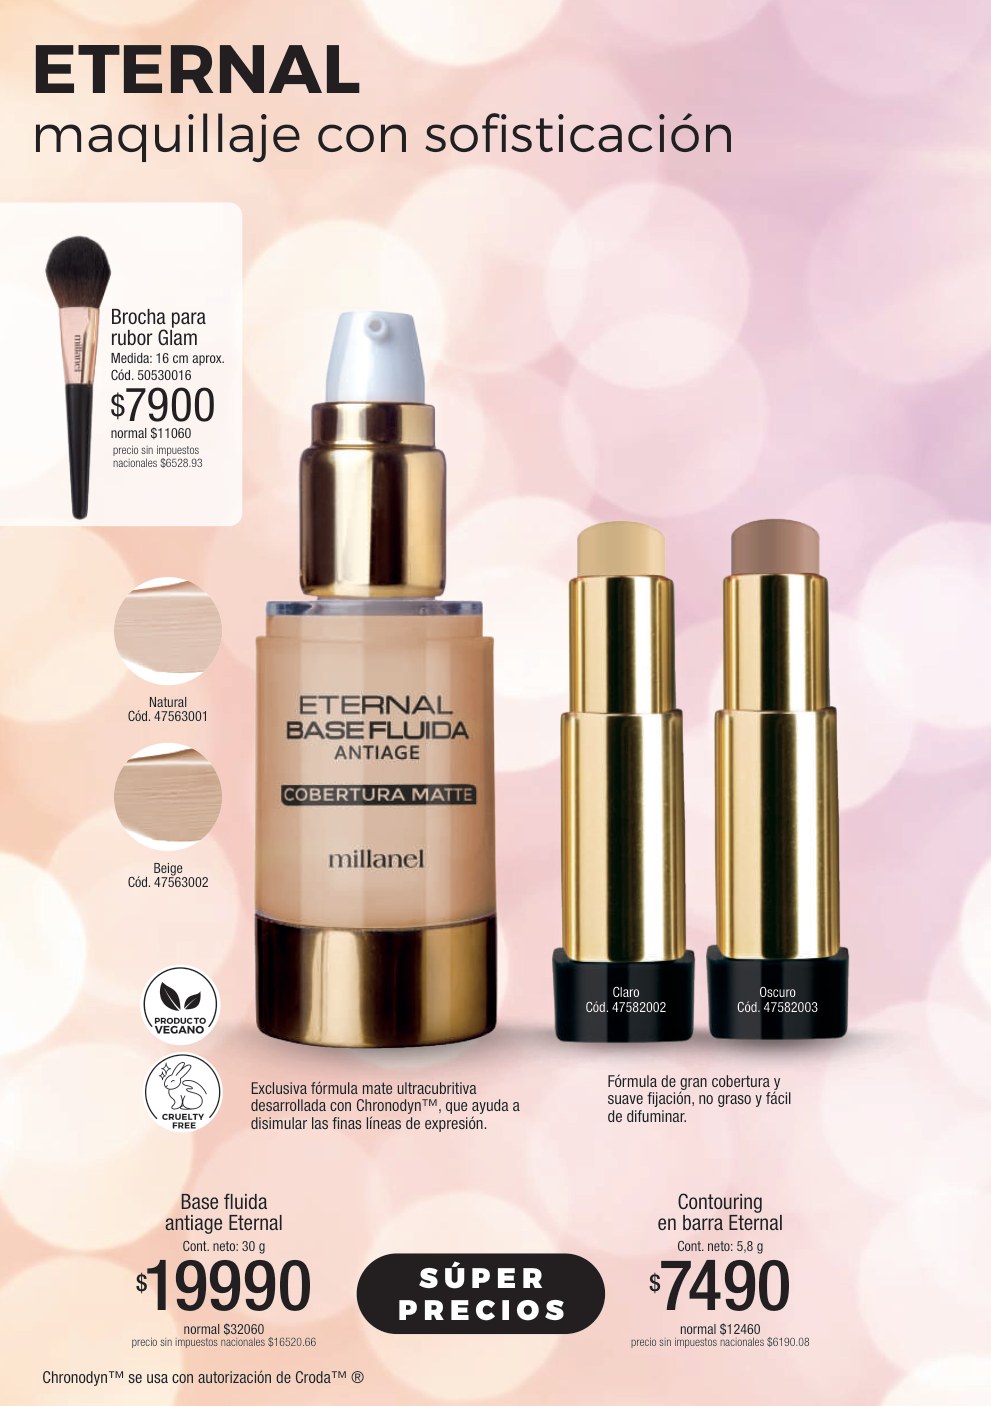 ETERNAL
maquillaje con sofisticación
millanel
Brocha para
rubor Glam
Medida: 16 cm aprox.
Cód. 50530016
$7900
normal $11060
precio sin impuestos
nacionales $6528.93
Natural
Cód. 47563001
Beige
Cód. 47563002
ETERNAL
BASE FLUIDA
ANTIAGE
COBERTURA MATTE
millanel
Claro
Cód. 47582002
Oscuro
Cód. 47582003
PRODUCTO
VEGANO
CRUELTY
FREE
Exclusiva fórmula mate ultracubritiva
desarrollada con Chronodyn™, que ayuda a
disimular las finas líneas de expresión.
Fórmula de gran cobertura y
suave fijación, no graso y fácil
de difuminar.
Base fluida
antiage Eternal
Cont. neto: 30 g
$19990
normal $32060
precio sin impuestos nacionales $16520.66
SÚPER
PRECIOS
Contouring
en barra Eternal
Cont. neto: 5,8 g
$7490
normal $12460
precio sin impuestos nacionales $6190.08
Chronodyn™ se usa con autorización de Croda™ ®